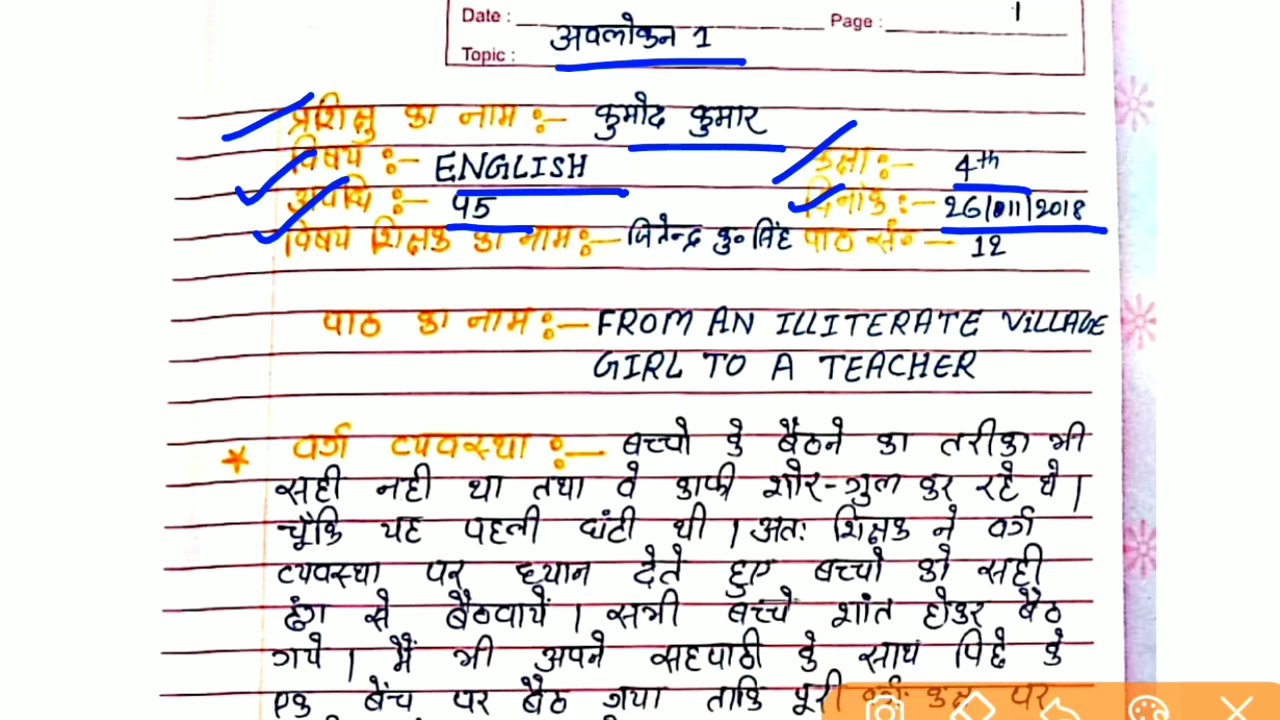 Date : Page : 1
Topic : अवलोकन 1
प्रशिक्षु का नाम :- कुमोद कुमार
विषय :- ENGLISH कक्षा :- 4th
अवधि :- 45 दिनांक :- 26/011/2018
विषय शिक्षक का नाम :- जितेन्द्र कु० सिंह पाठ सं० - 12
पाठ का नाम :- FROM AN ILLITERATE VILLAGE
GIRL TO A TEACHER
* वर्ग व्यवस्था :- बच्चो के बैठने का तरीका भी
सही नही था तथा वे काफी शोर-गुल कर रहे थे ।
चूँकि यह पहली घंटी थी । अतः शिक्षक ने वर्ग
व्यवस्था पर ध्यान देते हुए बच्चो को सही
ढंग से बैठवायें । सभी बच्चे शांत होकर बैठ
गये । मैं भी अपने सहपाठी के साथ पिछे के
एक बेंच पर बैठ गया ताकि पूरी पर